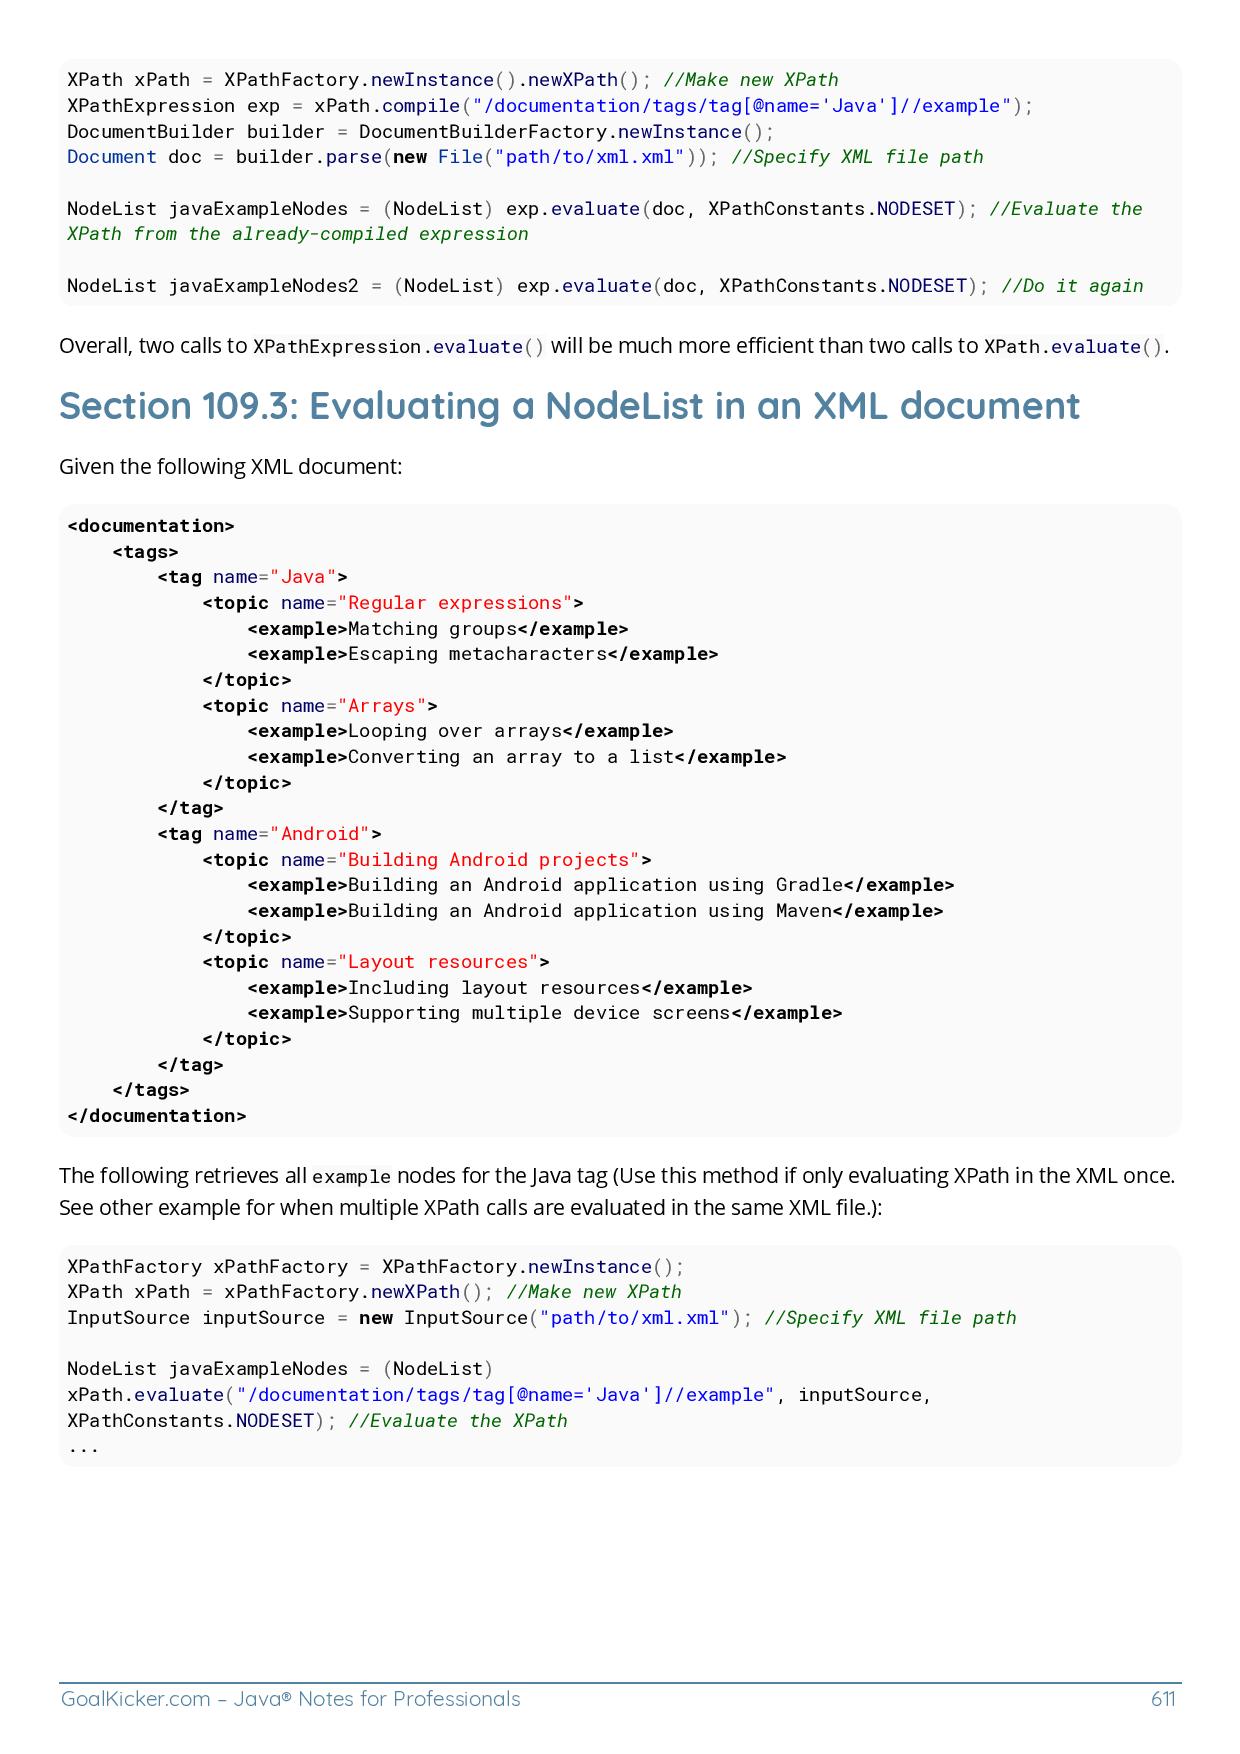 XPath xPath = XPathFactory.newInstance().newXPath(); //Make new XPath
XPathExpression exp = xPath.compile("/documentation/tags/tag[@name='Java']//example");
DocumentBuilder builder = DocumentBuilderFactory.newInstance();
Document doc = builder.parse(new File("path/to/xml.xml")); //Specify XML file path

NodeList javaExampleNodes = (NodeList) exp.evaluate(doc, XPathConstants.NODESET); //Evaluate the
XPath from the already-compiled expression

NodeList javaExampleNodes2 = (NodeList) exp.evaluate(doc, XPathConstants.NODESET); //Do it again

Overall, two calls to XPathExpression.evaluate() will be much more efficient than two calls to XPath.evaluate().

Section 109.3: Evaluating a NodeList in an XML document

Given the following XML document:

<documentation>
    <tags>
        <tag name="Java">
            <topic name="Regular expressions">
                <example>Matching groups</example>
                <example>Escaping metacharacters</example>
            </topic>
            <topic name="Arrays">
                <example>Looping over arrays</example>
                <example>Converting an array to a list</example>
            </topic>
        </tag>
        <tag name="Android">
            <topic name="Building Android projects">
                <example>Building an Android application using Gradle</example>
                <example>Building an Android application using Maven</example>
            </topic>
            <topic name="Layout resources">
                <example>Including layout resources</example>
                <example>Supporting multiple device screens</example>
            </topic>
        </tag>
    </tags>
</documentation>

The following retrieves all example nodes for the Java tag (Use this method if only evaluating XPath in the XML once.
See other example for when multiple XPath calls are evaluated in the same XML file.):

XPathFactory xPathFactory = XPathFactory.newInstance();
XPath xPath = xPathFactory.newXPath(); //Make new XPath
InputSource inputSource = new InputSource("path/to/xml.xml"); //Specify XML file path

NodeList javaExampleNodes = (NodeList)
xPath.evaluate("/documentation/tags/tag[@name='Java']//example", inputSource,
XPathConstants.NODESET); //Evaluate the XPath
...

GoalKicker.com – Java® Notes for Professionals 611